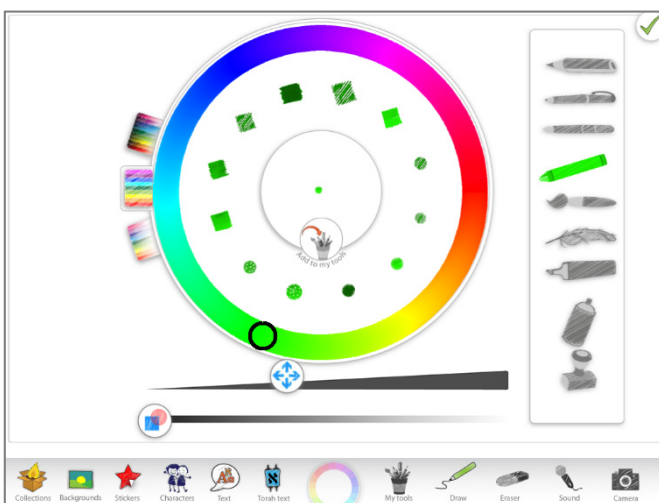 Add to my tools
Collections
Backgrounds
Stickers
Characters
Text
Torah text
My tools
Draw
Eraser
Sound
Camera